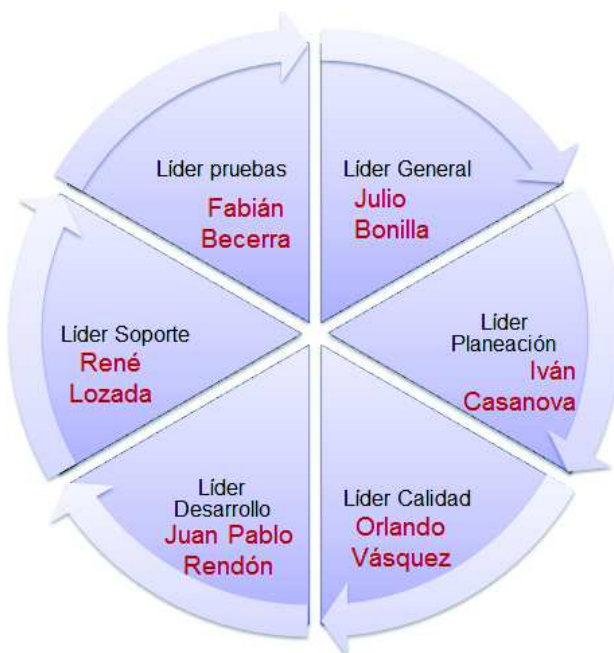 Líder pruebas
Fabián
Becerra
Líder General
Julio
Bonilla
Líder
Planeación
Iván
Casanova
Líder Calidad
Orlando
Vásquez
Líder
Desarrollo
Juan Pablo
Rendón
Líder Soporte
René
Lozada